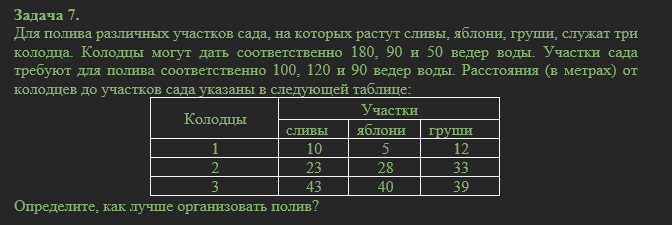 Задача 7.
Для полива различных участков сада, на которых растут сливы, яблони, груши, служат три
колодца. Колодцы могут дать соответственно 180, 90 и 50 ведер воды. Участки сада
требуют для полива соответственно 100, 120 и 90 ведер воды. Расстояния (в метрах) от
колодцев до участков сада указаны в следующей таблице:
Колодцы Участки
сливы яблони груши
1 10 5 12
2 23 28 33
3 43 40 39
Определите, как лучше организовать полив?